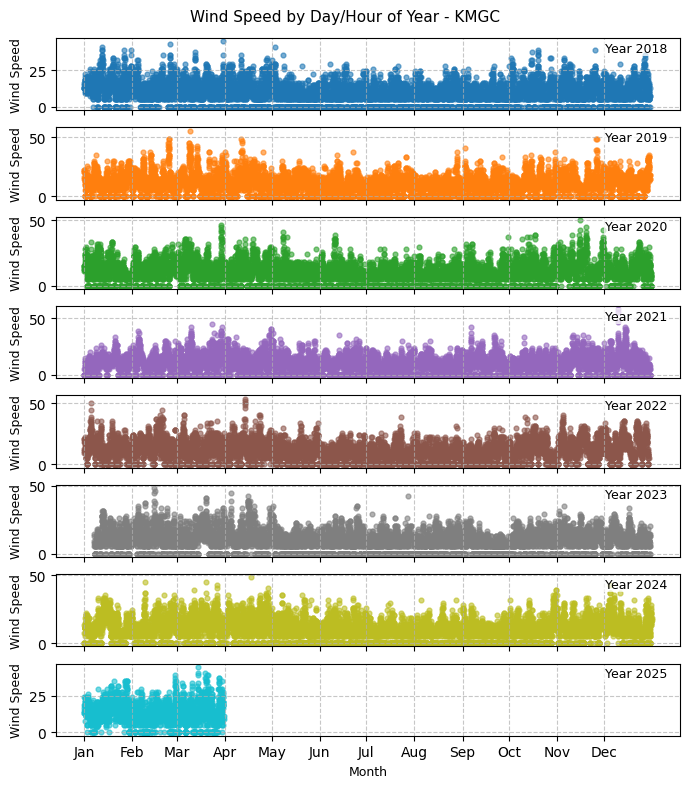 Wind Speed by Day/Hour of Year - KMGC
Wind Speed
25
0
Year 2018
Wind Speed
50
0
Year 2019
Wind Speed
50
0
Year 2020
Wind Speed
50
0
Year 2021
Wind Speed
50
0
Year 2022
Wind Speed
50
0
Year 2023
Wind Speed
50
0
Year 2024
Wind Speed
25
0
Year 2025
Jan Feb Mar Apr May Jun Jul Aug Sep Oct Nov Dec
Month